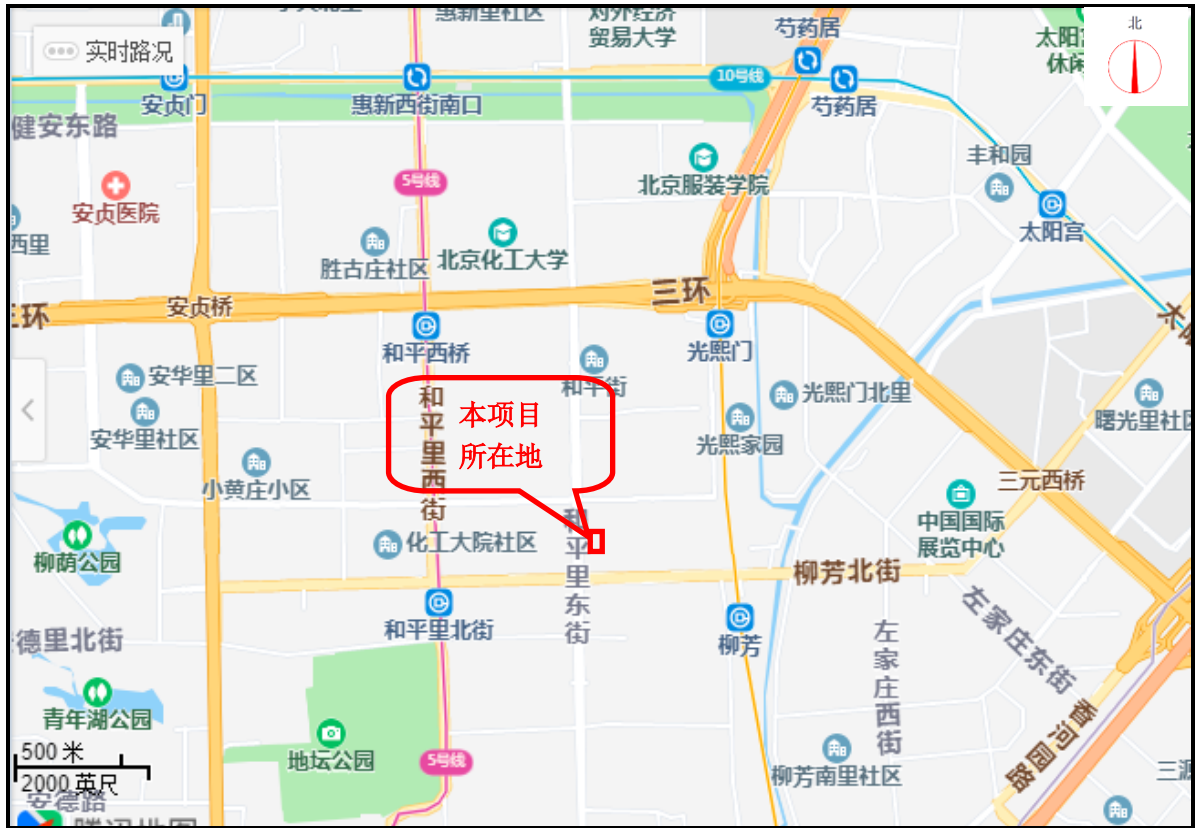 惠新里社区
对外经济
贸易大学
芍药居
北
实时路况
10号线
安贞门
惠新西街南口
芍药居
健安东路
丰和园
5号线
北京服装学院
安贞医院
太阳宫
西里
胜古庄社区
北京化工大学
三环
安贞桥
三环
和平西桥
光熙门
安华里二区
和平街
光熙门北里
安华里社区
和平里西街
本项目
所在地
光熙家园
曙光里社区
小黄庄小区
三元西桥
中国国际
展览中心
化工大院社区
和平里东街
柳荫公园
柳芳北街
和平里北街
柳芳
左家庄东街
左家庄西街
德里北街
青年湖公园
香河园路
500 米
2000 英尺
地坛公园
5号线
柳芳南里社区
三源
安德路
腾讯地图